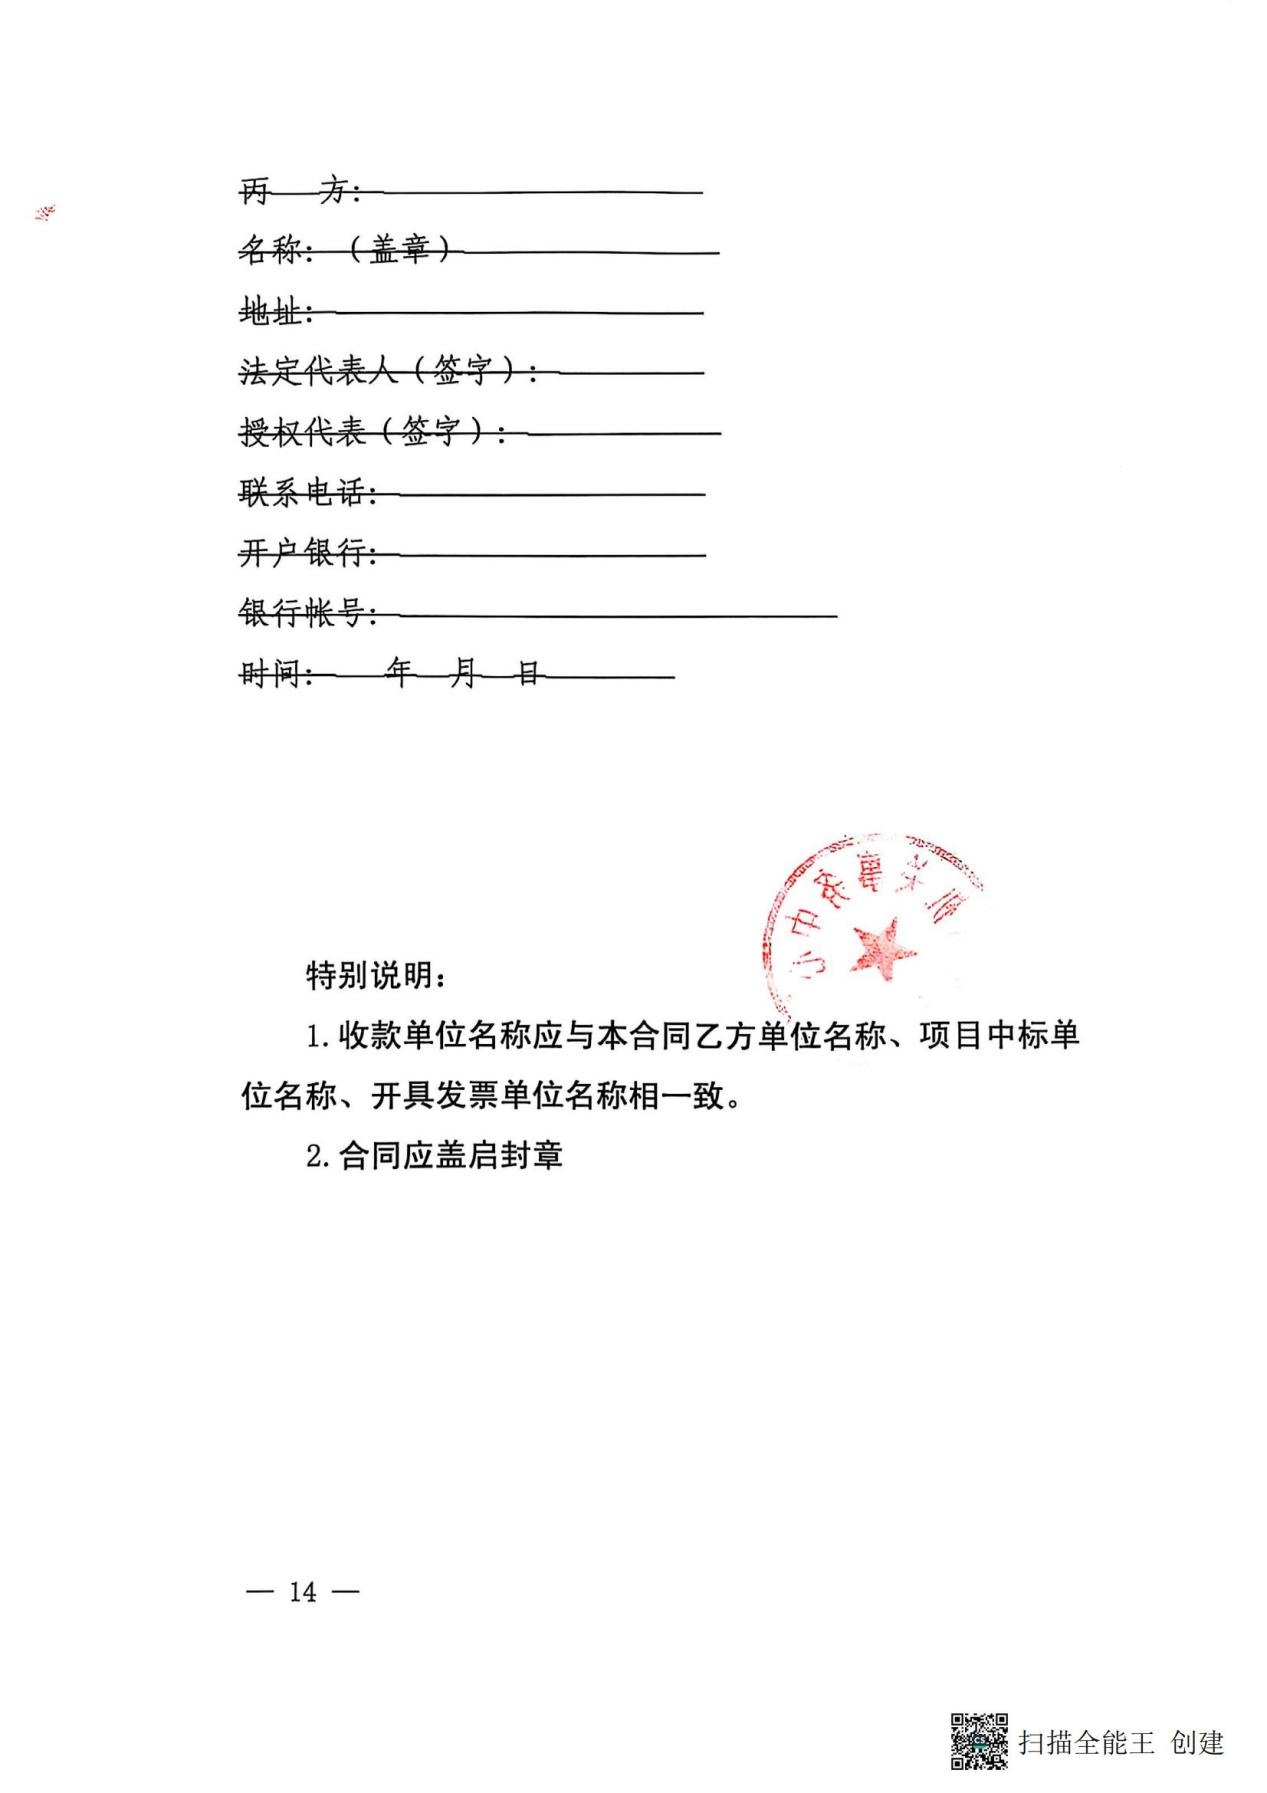 丙 方:
名称:（盖章）
地址:
法定代表人（签字）:
授权代表（签字）:
联系电话:
开户银行:
银行帐号:
时间: 年 月 日
特别说明:
1.收款单位名称应与本合同乙方单位名称、项目中标单
位名称、开具发票单位名称相一致。
2.合同应盖启封章
— 14 —
扫描全能王 创建